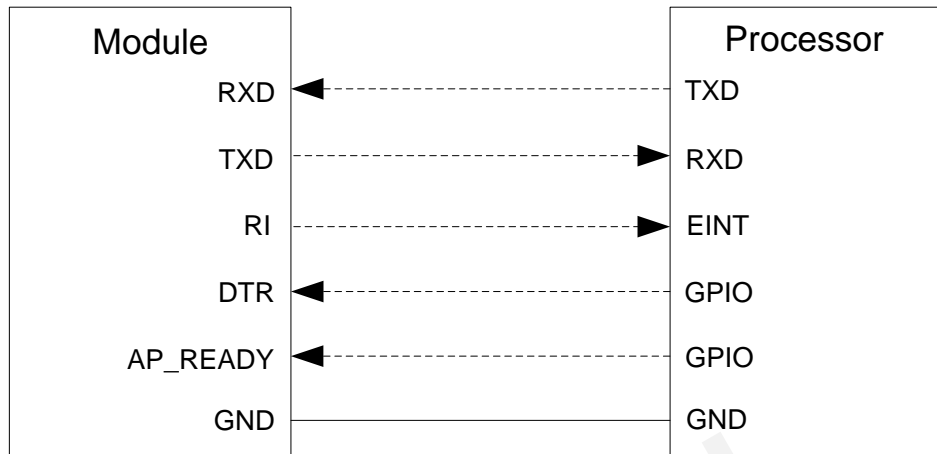 Module Processor
RXD TXD
TXD RXD
RI EINT
DTR GPIO
AP_READY GPIO
GND GND